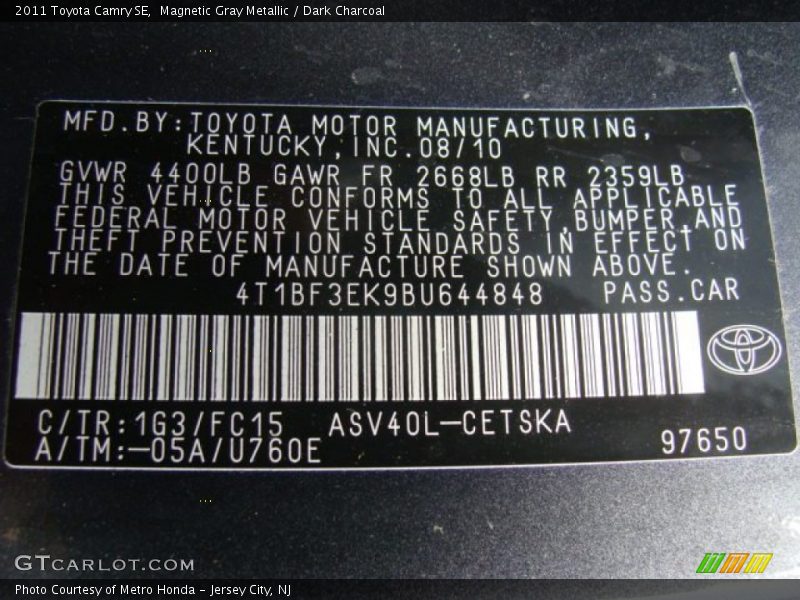 2011 Toyota Camry SE,  Magnetic Gray Metallic / Dark Charcoal
MFD.BY:TOYOTA MOTOR MANUFACTURING,
KENTUCKY,INC.08/10
GVWR 4400LB GAWR FR 2668LB RR 2359LB
THIS VEHICLE CONFORMS TO ALL APPLICABLE
FEDERAL MOTOR VEHICLE SAFETY,BUMPER,AND
THEFT PREVENTION STANDARDS IN EFFECT ON
THE DATE OF MANUFACTURE SHOWN ABOVE.
4T1BF3EK9BU644848 PASS.CAR
C/TR:1G3/FC15 ASV40L-CETSKA
A/TM:-05A/U760E 97650
GTCARLOT.COM
Photo Courtesy of Metro Honda - Jersey City, NJ